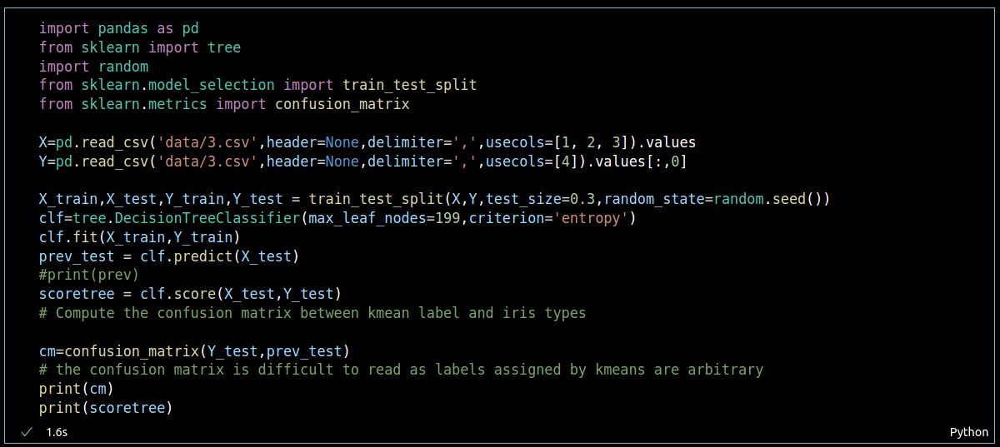 import pandas as pd
from sklearn import tree
import random
from sklearn.model_selection import train_test_split
from sklearn.metrics import confusion_matrix
X=pd.read_csv('data/3.csv',header=None,delimiter=',',usecols=[1, 2, 3]).values
Y=pd.read_csv('data/3.csv',header=None,delimiter=',',usecols=[4]).values[:,0]
X_train,X_test,Y_train,Y_test = train_test_split(X,Y,test_size=0.3,random_state=random.seed())
clf=tree.DecisionTreeClassifier(max_leaf_nodes=199,criterion='entropy')
clf.fit(X_train,Y_train)
prev_test = clf.predict(X_test)
#print(prev)
scoretree = clf.score(X_test,Y_test)
# Compute the confusion matrix between kmean label and iris types
cm=confusion_matrix(Y_test,prev_test)
# the confusion matrix is difficult to read as labels assigned by kmeans are arbitrary
print(cm)
print(scoretree)
✓ 1.6s Python